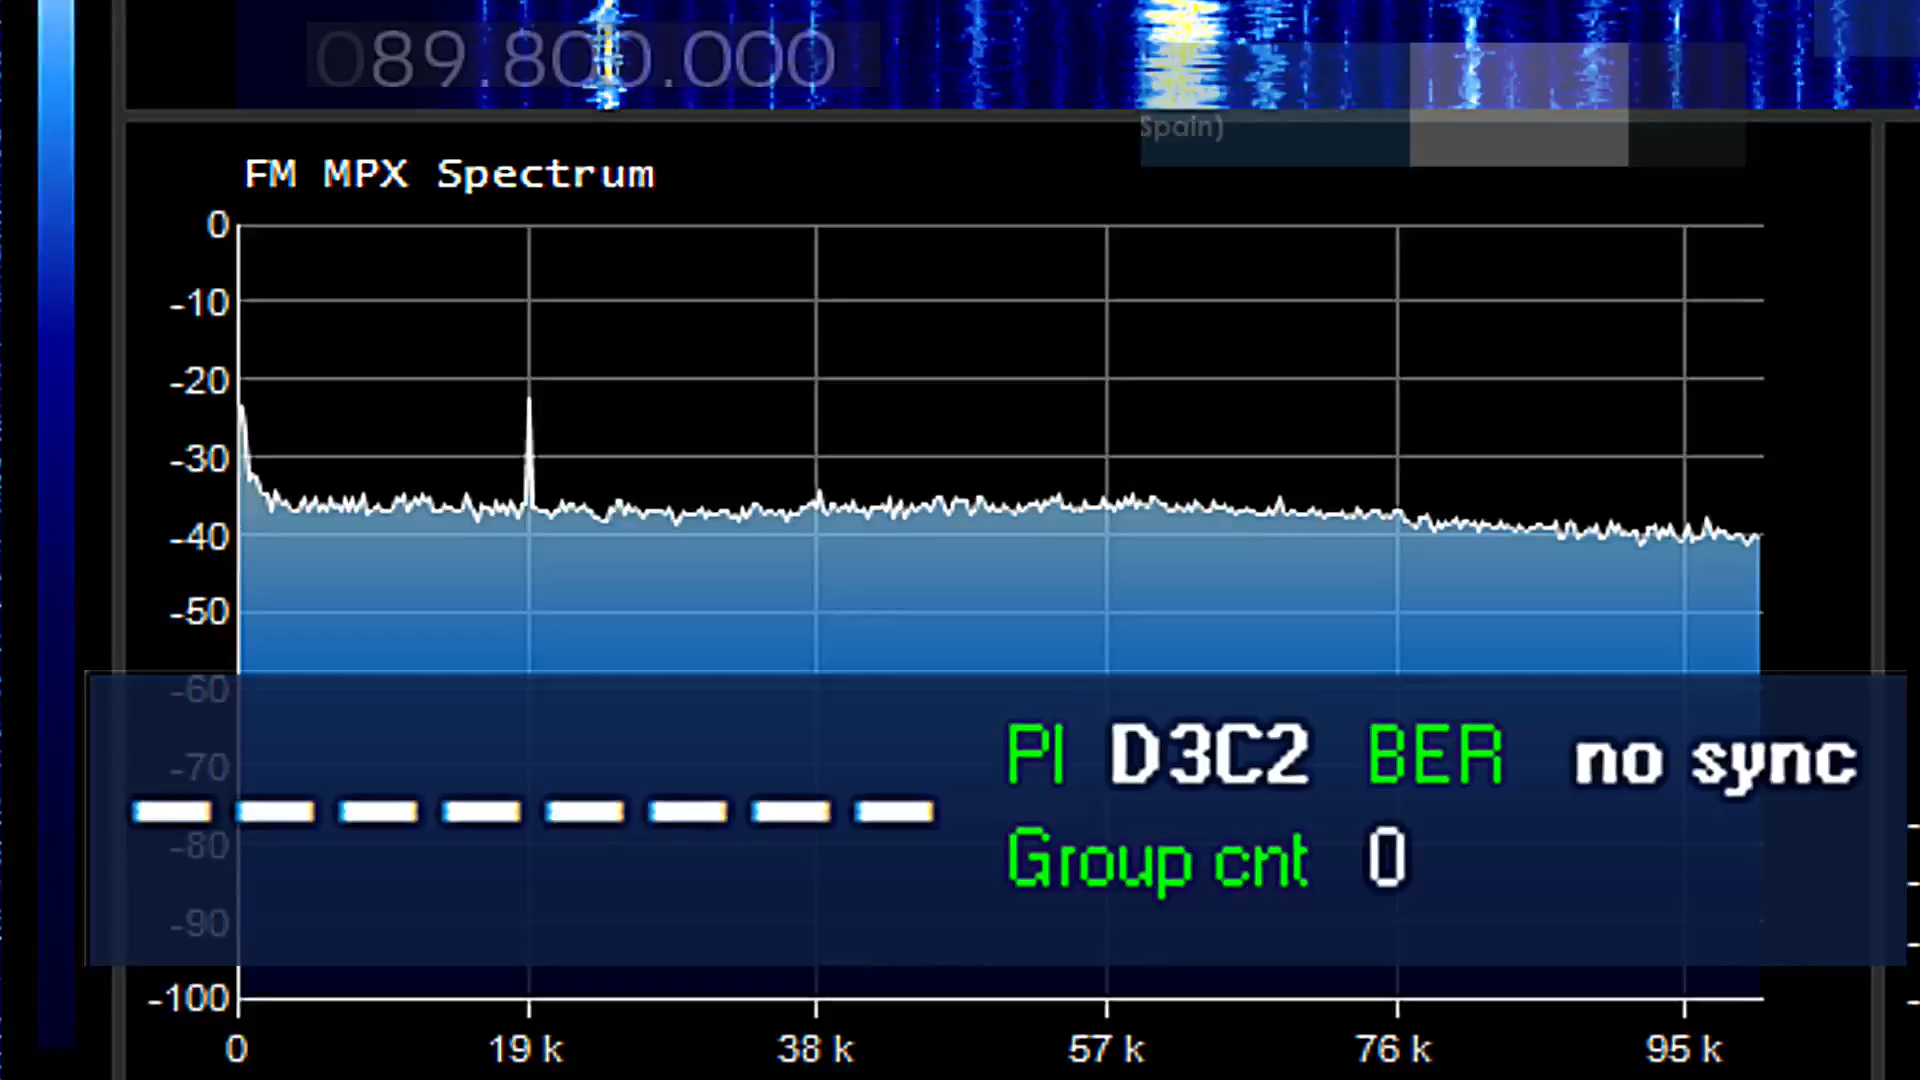 089.800.000
Spain)
FM MPX Spectrum
0
-10
-20
-30
-40
-50
-60
-70
-80
-90
-100
0 19 k 38 k 57 k 76 k 95 k
PI D3C2 BER no sync
_ _ _ _ _ _ _ _
Group cnt 0